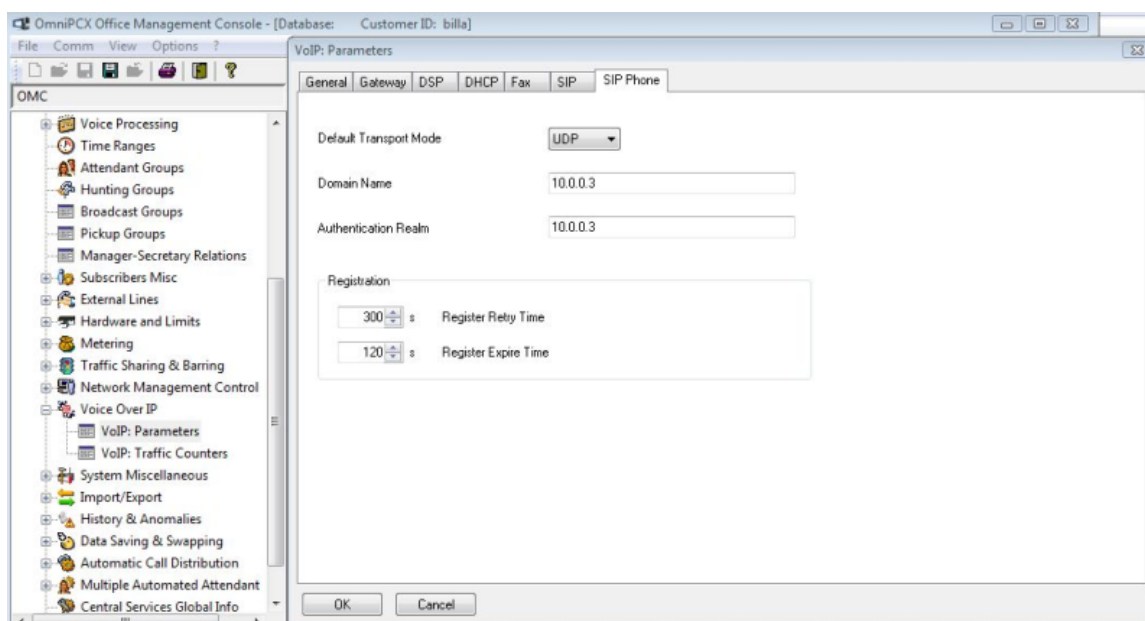 OmniPCX Office Management Console - [Database: Customer ID: billa]
File Comm View Options ?
OMC
Voice Processing
Time Ranges
Attendant Groups
Hunting Groups
Broadcast Groups
Pickup Groups
Manager-Secretary Relations
Subscribers Misc
External Lines
Hardware and Limits
Metering
Traffic Sharing & Barring
Network Management Control
Voice Over IP
VoIP: Parameters
VoIP: Traffic Counters
System Miscellaneous
Import/Export
History & Anomalies
Data Saving & Swapping
Automatic Call Distribution
Multiple Automated Attendant
Central Services Global Info
VoIP: Parameters
General Gateway DSP DHCP Fax SIP SIP Phone
Default Transport Mode UDP
Domain Name 10.0.0.3
Authentication Realm 10.0.0.3
Registration
300 s Register Retry Time
120 s Register Expire Time
OK Cancel